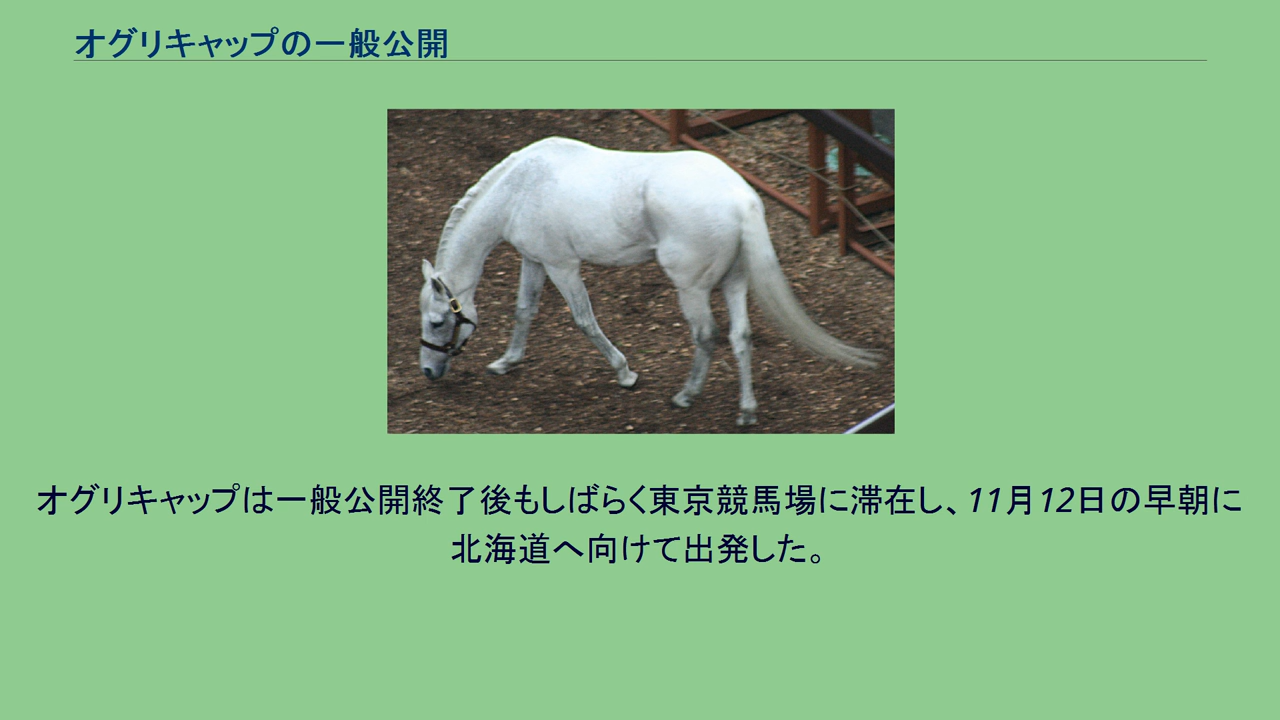 オグリキャップの一般公開
オグリキャップは一般公開終了後もしばらく東京競馬場に滞在し、11月12日の早朝に
北海道へ向けて出発した。